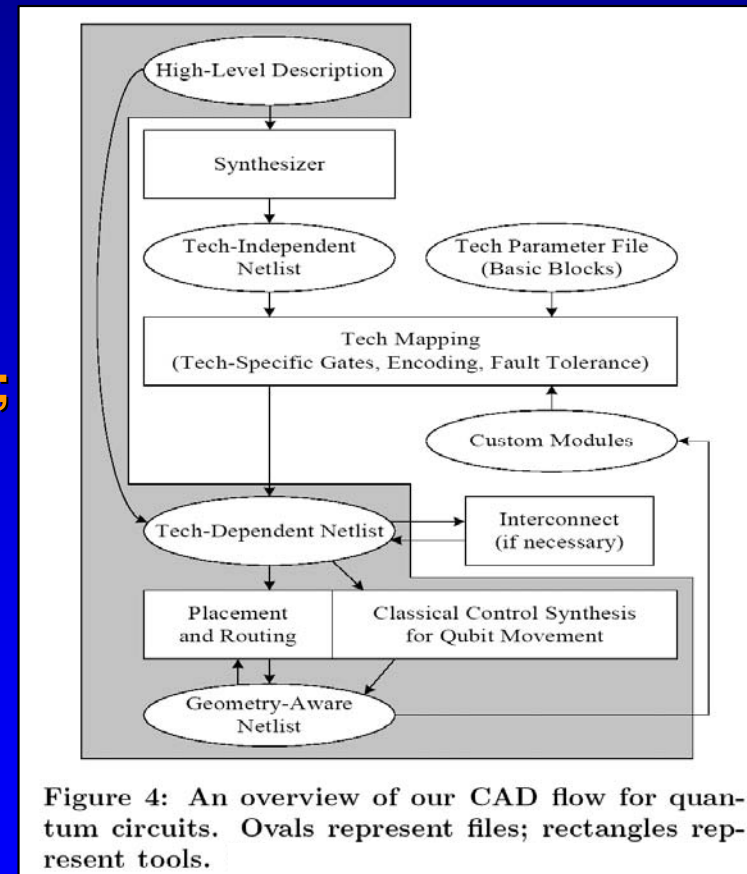 High-Level Description
Synthesizer
Tech-Independent
Netlist
Tech Parameter File
(Basic Blocks)
Tech Mapping
(Tech-Specific Gates, Encoding, Fault Tolerance)
Custom Modules
Tech-Dependent Netlist
Interconnect
(if necessary)
Placement
and Routing
Classical Control Synthesis
for Qubit Movement
Geometry-Aware
Netlist
;
Figure 4: An overview of our CAD flow for quan-
tum circuits. Ovals represent files; rectangles rep-
resent tools.